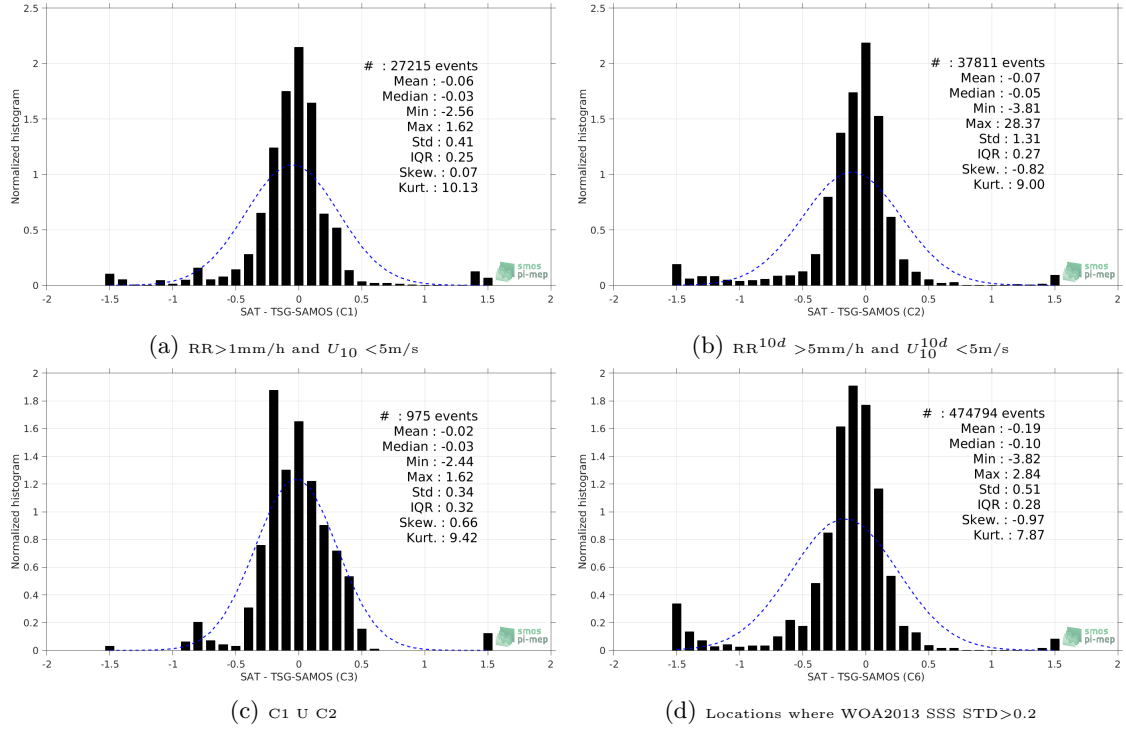 2.5
2
1.5
1
0.5
0
-2
-1.5
-1
-0.5
0
0.5
1
1.5
2
Normalized histogram
SAT - TSG-SAMOS (C1)
# : 27215 events
Mean : -0.06
Median : -0.03
Min : -2.56
Max : 1.62
Std : 0.41
IQR : 0.25
Skew. : 0.07
Kurt. : 10.13
smos
pi-mep
(a) RR>1mm/h and U10 <5m/s
2.5
2
1.5
1
0.5
0
-2
-1.5
-1
-0.5
0
0.5
1
1.5
2
Normalized histogram
SAT - TSG-SAMOS (C2)
# : 37811 events
Mean : -0.07
Median : -0.05
Min : -3.81
Max : 28.37
Std : 1.31
IQR : 0.27
Skew. : -0.82
Kurt. : 9.00
smos
pi-mep
(b) RR10d >5mm/h and U10 10d <5m/s
2
1.8
1.6
1.4
1.2
1
0.8
0.6
0.4
0.2
0
-2
-1.5
-1
-0.5
0
0.5
1
1.5
2
Normalized histogram
SAT - TSG-SAMOS (C3)
# : 975 events
Mean : -0.02
Median : -0.03
Min : -2.44
Max : 1.62
Std : 0.34
IQR : 0.32
Skew. : 0.66
Kurt. : 9.42
smos
pi-mep
(c) C1 U C2
2
1.8
1.6
1.4
1.2
1
0.8
0.6
0.4
0.2
0
-2
-1.5
-1
-0.5
0
0.5
1
1.5
2
Normalized histogram
SAT - TSG-SAMOS (C6)
# : 474794 events
Mean : -0.19
Median : -0.10
Min : -3.82
Max : 2.84
Std : 0.51
IQR : 0.28
Skew. : -0.97
Kurt. : 7.87
smos
pi-mep
(d) Locations where WOA2013 SSS STD>0.2